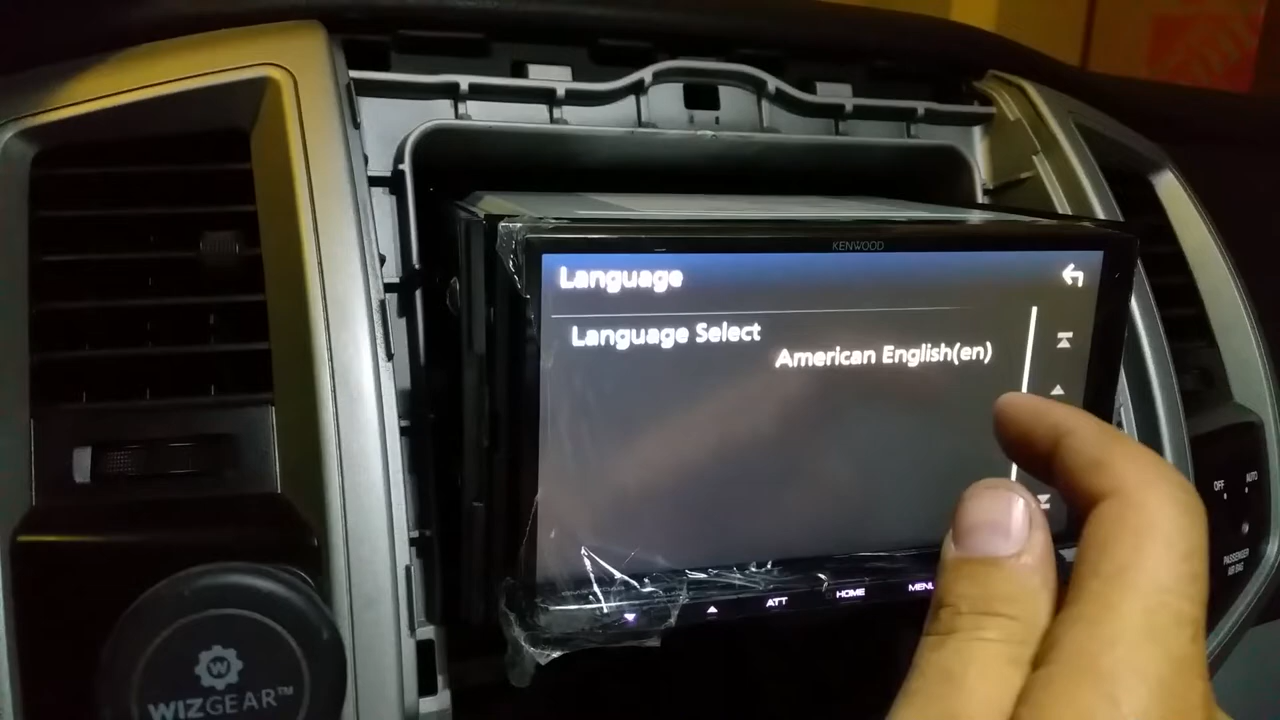 KENWOOD
Language
Language Select
American English(en)
ATT
HOME
MENU
OFF
AUTO
PASSENGER
AIR BAG
W
WIZGEAR™